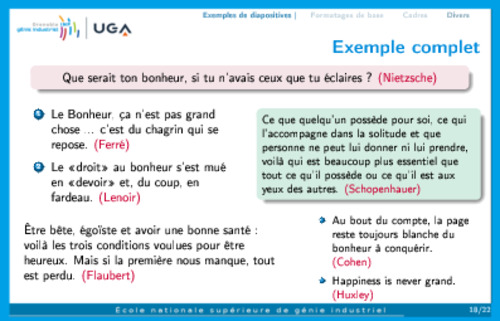 Grenoble INP
génie industriel
UGA
Exemples de diapositives | Formatages de base Cadres Divers
Exemple complet
Que serait ton bonheur, si tu n'avais ceux que tu éclaires ? (Nietzsche)
1 Le Bonheur, ça n'est pas grand
chose ... c'est du chagrin qui se
repose. (Ferré)
2 Le «droit» au bonheur s'est mué
en «devoir» et, du coup, en
fardeau. (Lenoir)
Être bête, égoïste et avoir une bonne santé :
voilà les trois conditions voulues pour être
heureux. Mais si la première nous manque, tout
est perdu. (Flaubert)
Ce que quelqu'un possède pour soi, ce qui
l'accompagne dans la solitude et que
personne ne peut lui donner ni lui prendre,
voilà qui est beaucoup plus essentiel que
tout ce qu'il possède ou ce qu'il est aux
yeux des autres. (Schopenhauer)
Au bout du compte, la page
reste toujours blanche du
bonheur à conquérir.
(Cohen)
Happiness is never grand.
(Huxley)
École nationale supérieure de génie industriel 18/22